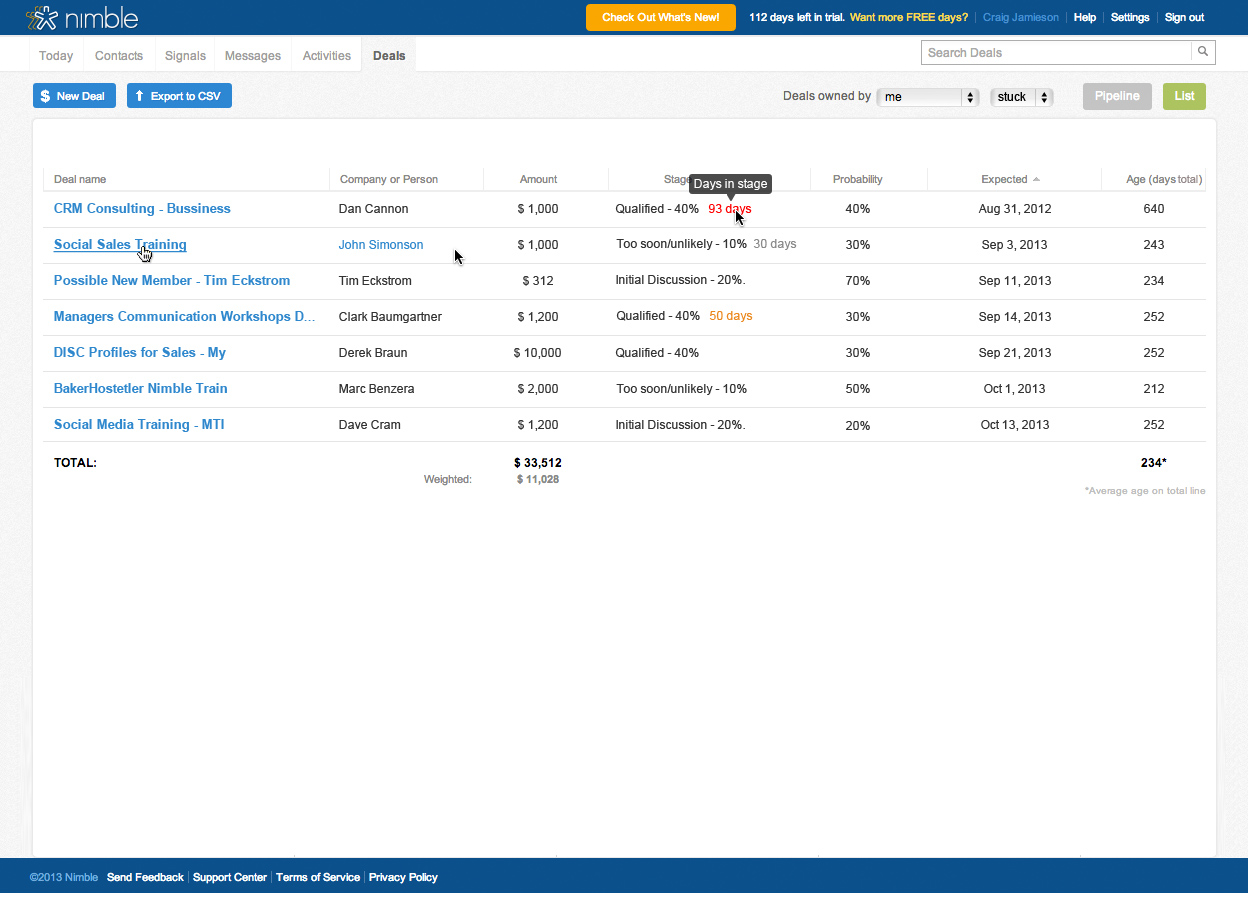 nimble
Check Out What's New! 112 days left in trial. Want more FREE days? Craig Jamieson Help Settings Sign out
Today Contacts Signals Messages Activities Deals Search Deals
$ New Deal Export to CSV Deals owned by me stuck Pipeline List
Deal name Company or Person Amount Stage Probability Expected Age (days total)
Days in stage
CRM Consulting - Bussiness Dan Cannon $ 1,000 Qualified - 40% 93 days 40% Aug 31, 2012 640
Social Sales Training John Simonson $ 1,000 Too soon/unlikely - 10% 30 days 30% Sep 3, 2013 243
Possible New Member - Tim Eckstrom Tim Eckstrom $ 312 Initial Discussion - 20%. 70% Sep 11, 2013 234
Managers Communication Workshops D... Clark Baumgartner $ 1,200 Qualified - 40% 50 days 30% Sep 14, 2013 252
DISC Profiles for Sales - My Derek Braun $ 10,000 Qualified - 40% 30% Sep 21, 2013 252
BakerHostetler Nimble Train Marc Benzera $ 2,000 Too soon/unlikely - 10% 50% Oct 1, 2013 212
Social Media Training - MTI Dave Cram $ 1,200 Initial Discussion - 20%. 20% Oct 13, 2013 252
TOTAL: $ 33,512 234*
Weighted: $ 11,028
*Average age on total line
©2013 Nimble Send Feedback Support Center Terms of Service Privacy Policy